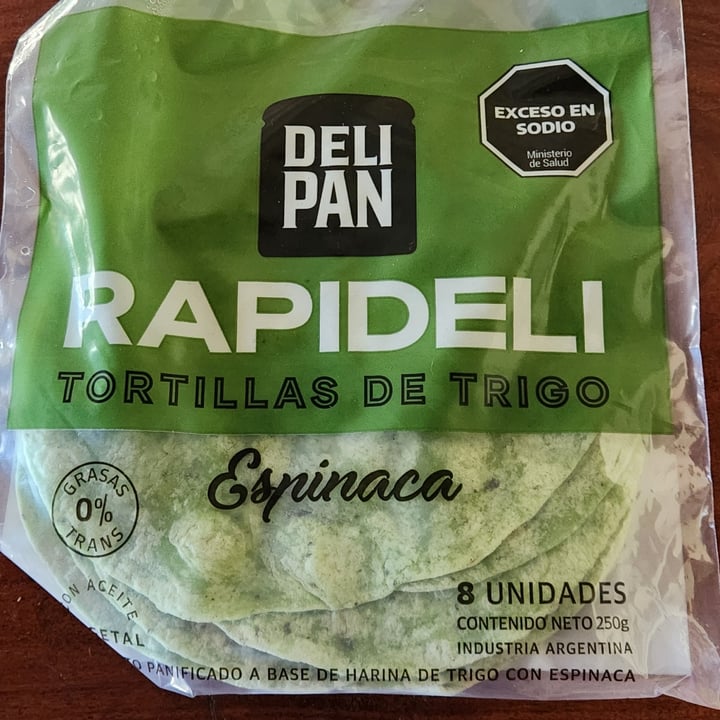 DELI
PAN
EXCESO EN
SODIO
Ministerio
de Salud
RAPIDELI
TORTILLAS DE TRIGO
Espinaca
GRASAS
0%
TRANS
ACEITE
8 UNIDADES
CONTENIDO NETO 250g
INDUSTRIA ARGENTINA
PANIFICADO A BASE DE HARINA DE TRIGO CON ESPINACA